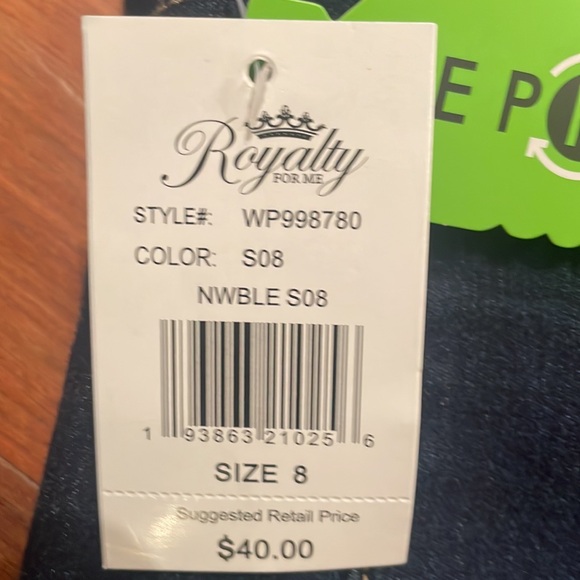 Royalty
FOR ME
STYLE#: WP998780
COLOR: S08
NWBLE S08
1 93863 21025 6
SIZE 8
Suggested Retail Price
$40.00
E P